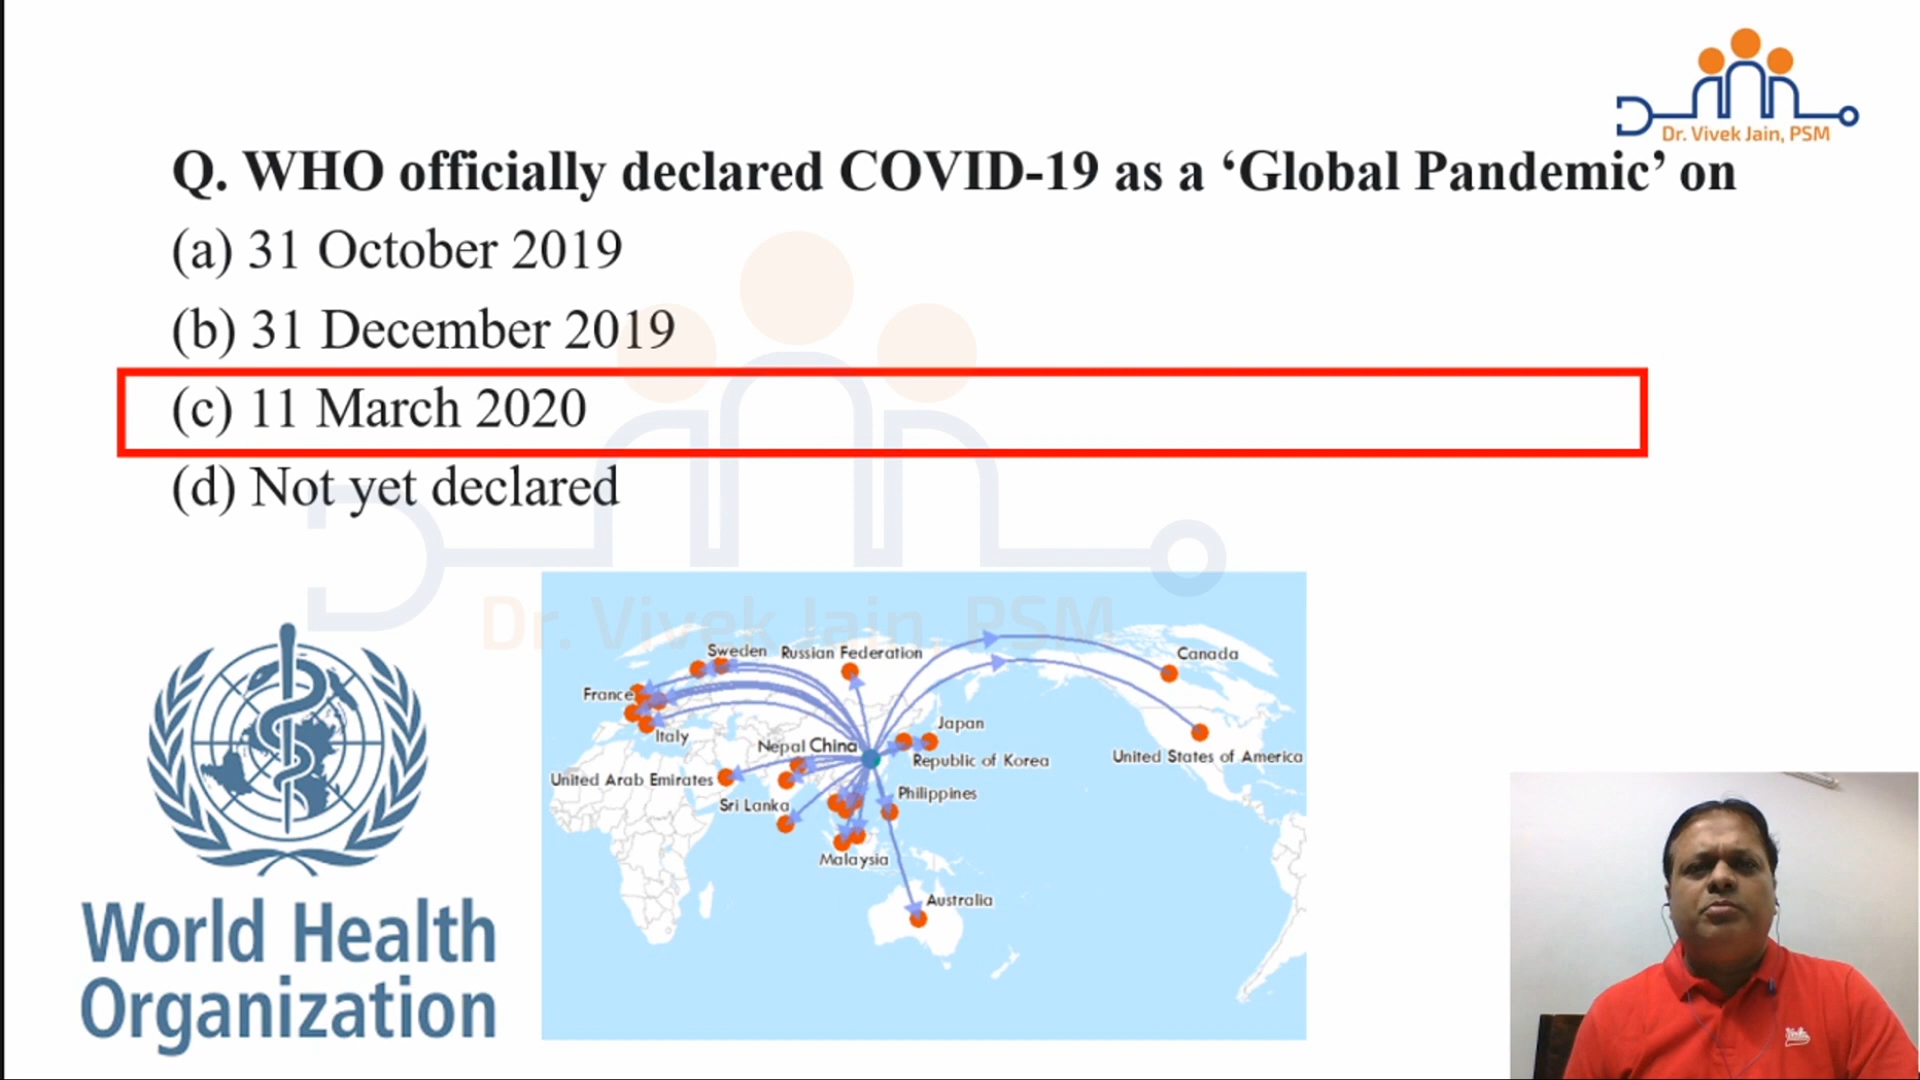 Dr. Vivek Jain, PSM
Q. WHO officially declared COVID-19 as a ‘Global Pandemic’ on
(a) 31 October 2019
(b) 31 December 2019
(c) 11 March 2020
(d) Not yet declared
Dr. Vivek Jain, PSM
Sweden Russian Federation
Canada
France
Italy
Japan
Nepal China
Republic of Korea
United States of America
United Arab Emirates
Philippines
Sri Lanka
Malaysia
Australia
World Health
Organization